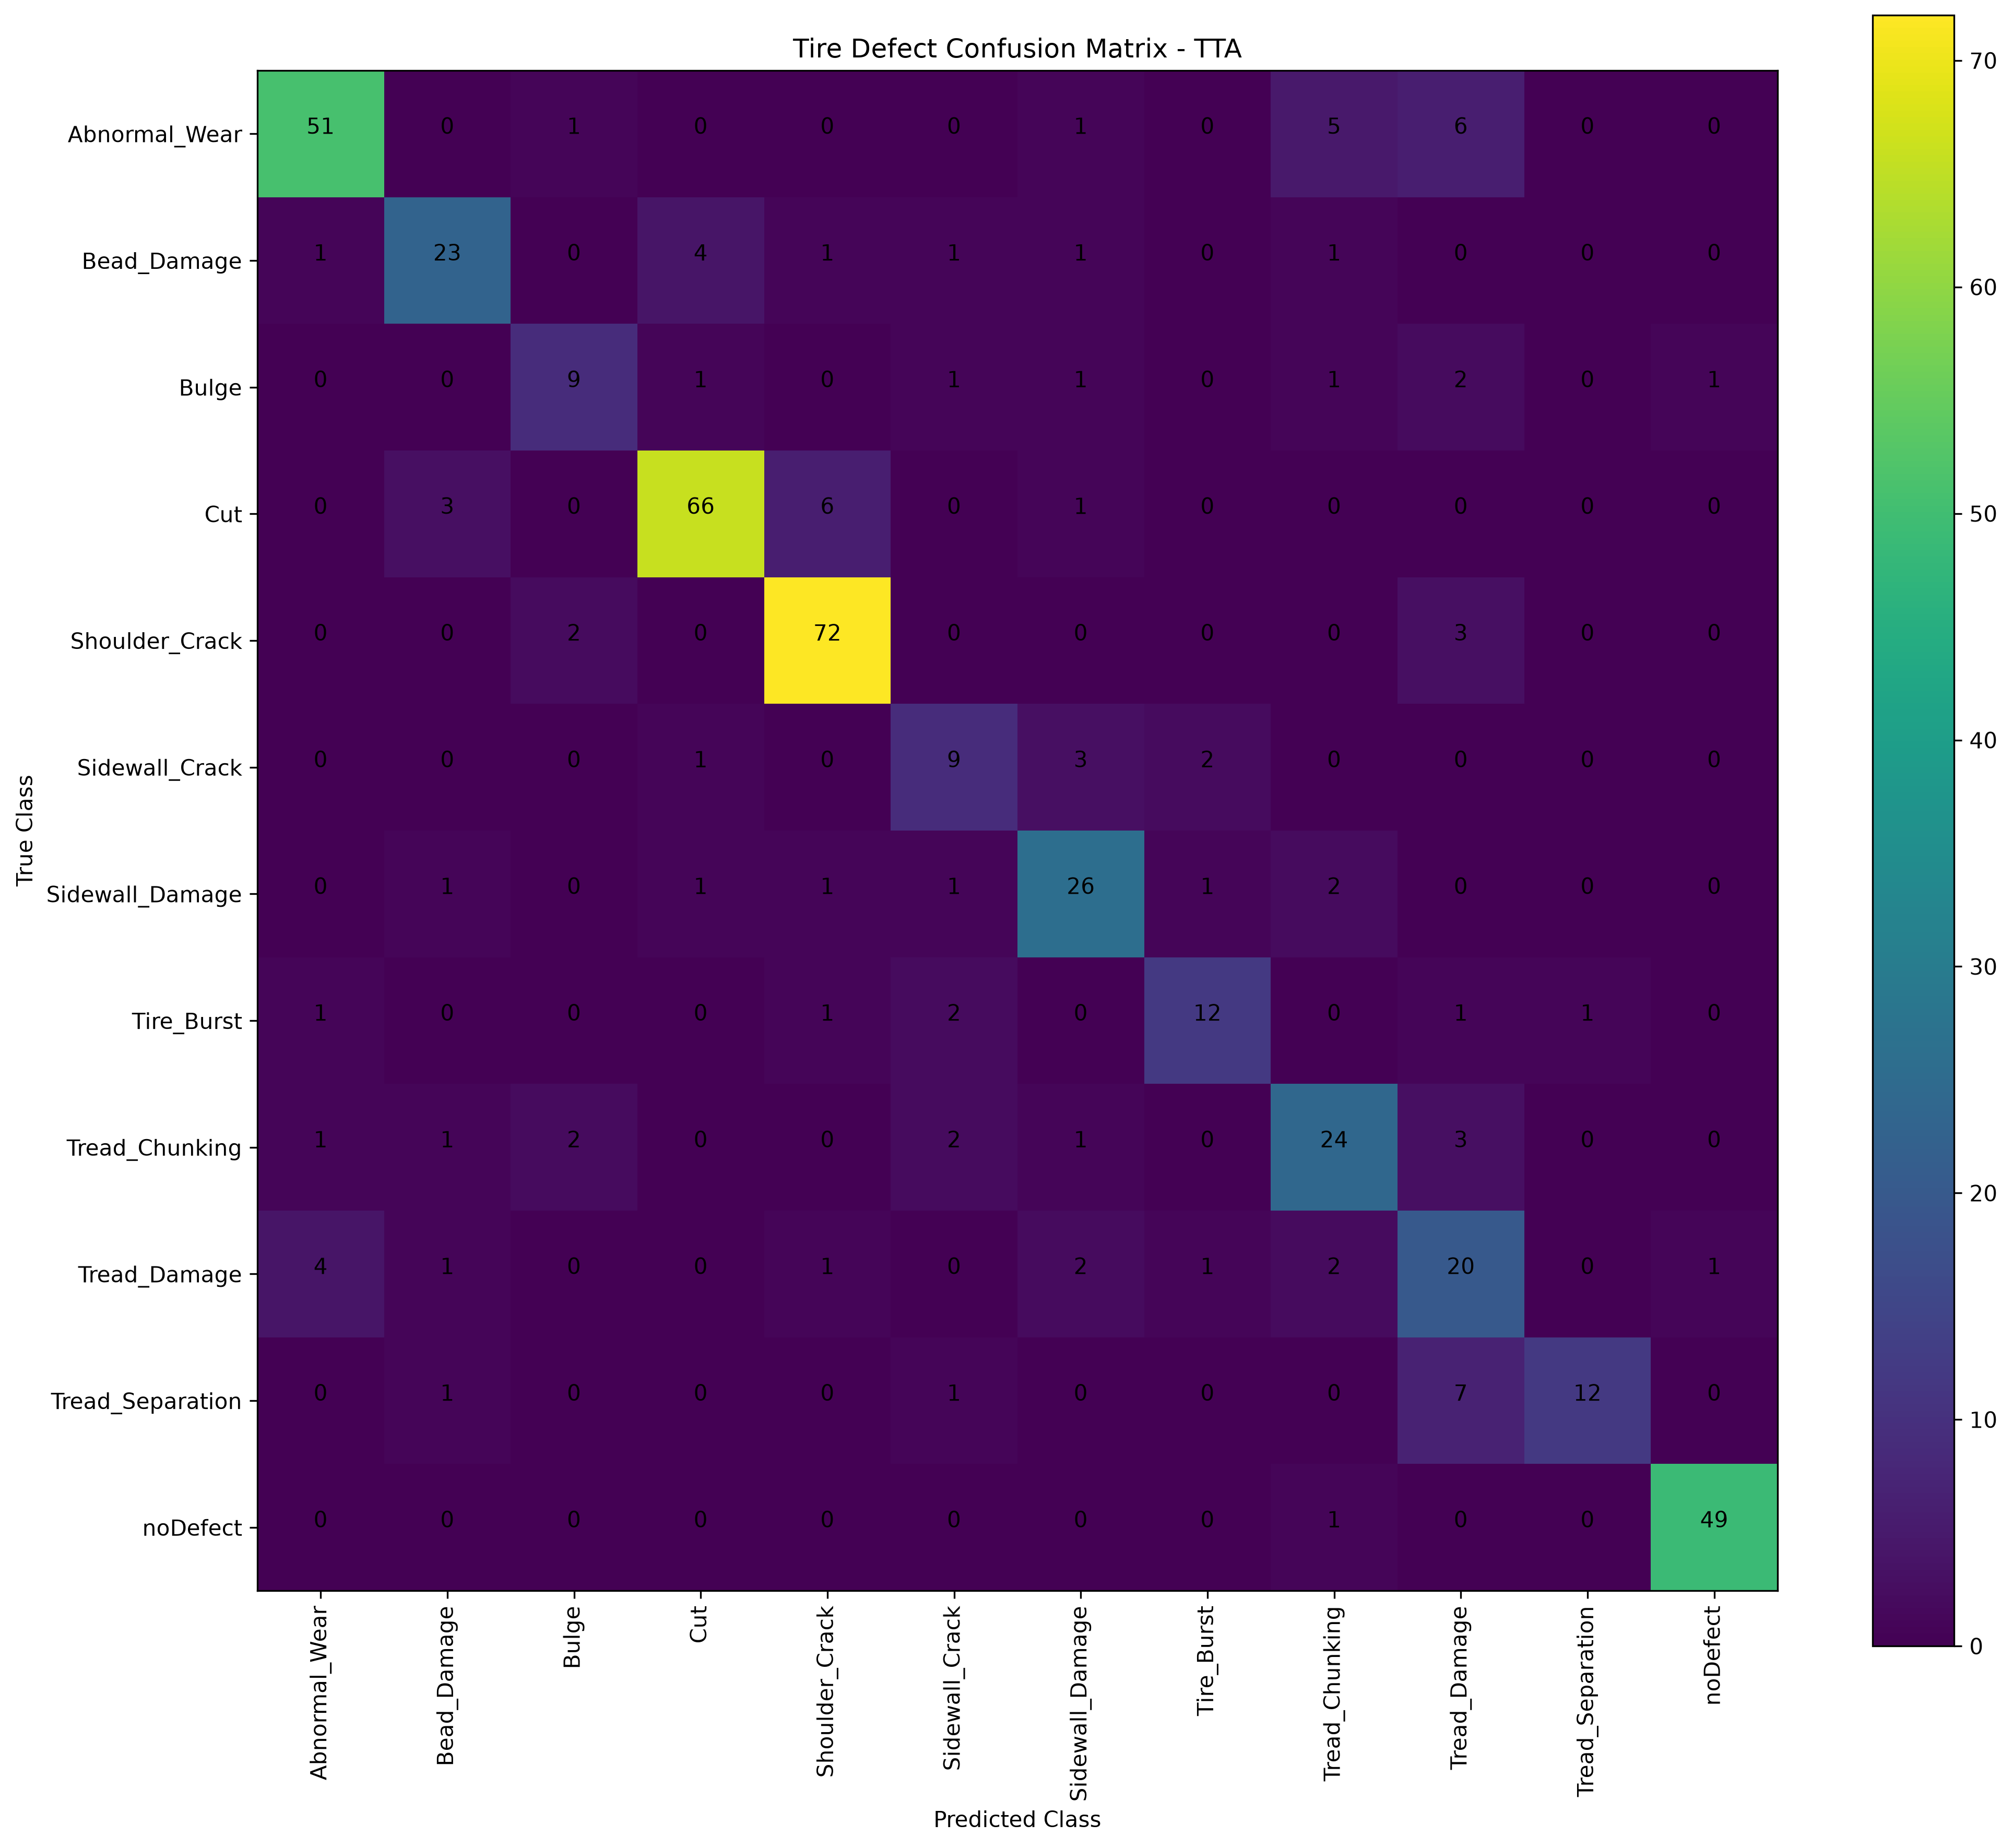 Tire Defect Confusion Matrix - TTA
True Class
Abnormal_Wear 51 0 1 0 0 0 1 0 5 6 0 0
Bead_Damage 1 23 0 4 1 1 1 0 1 0 0 0
Bulge 0 0 9 1 0 1 1 0 1 2 0 1
Cut 0 3 0 66 6 0 1 0 0 0 0 0
Shoulder_Crack 0 0 2 0 72 0 0 0 0 3 0 0
Sidewall_Crack 0 0 0 1 0 9 3 2 0 0 0 0
Sidewall_Damage 0 1 0 1 1 1 26 1 2 0 0 0
Tire_Burst 1 0 0 0 1 2 0 12 0 1 1 0
Tread_Chunking 1 1 2 0 0 2 1 0 24 3 0 0
Tread_Damage 4 1 0 0 1 0 2 1 2 20 0 1
Tread_Separation 0 1 0 0 0 1 0 0 0 7 12 0
noDefect 0 0 0 0 0 0 0 0 1 0 0 49
Abnormal_Wear
Bead_Damage
Bulge
Cut
Shoulder_Crack
Sidewall_Crack
Sidewall_Damage
Tire_Burst
Tread_Chunking
Tread_Damage
Tread_Separation
noDefect
Predicted Class
70
60
50
40
30
20
10
0